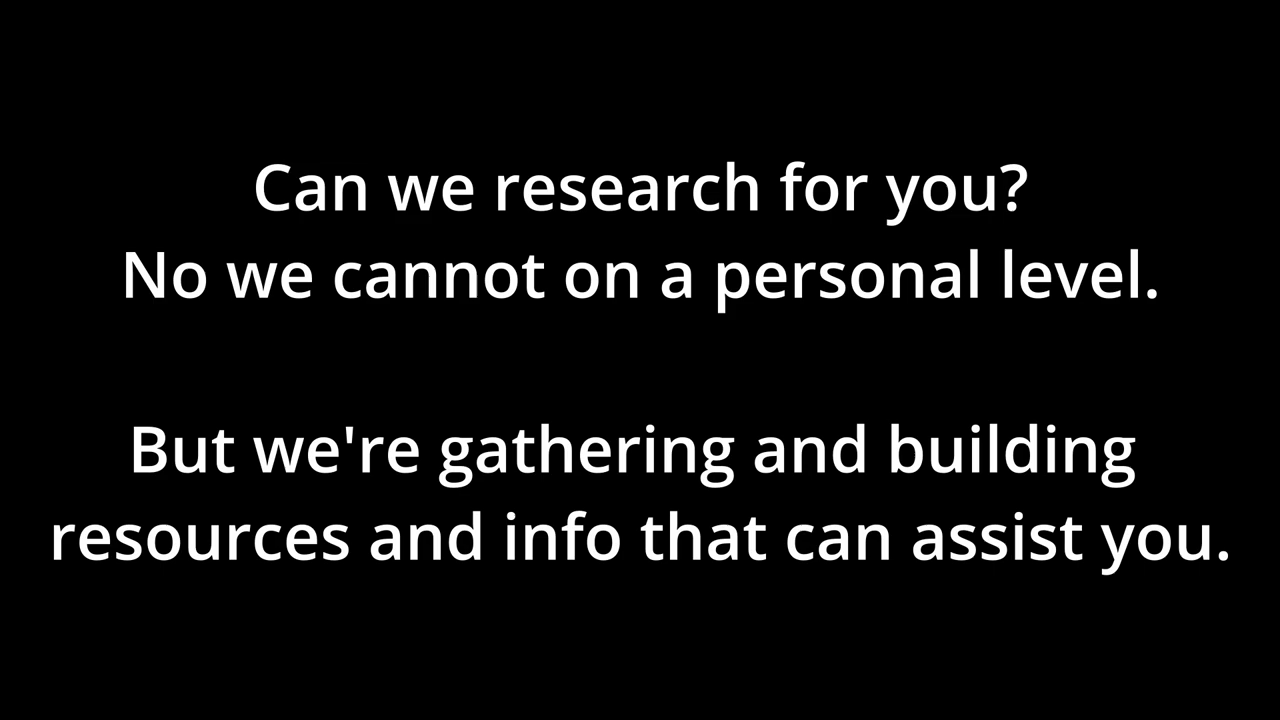 Can we research for you?
No we cannot on a personal level.
But we're gathering and building
resources and info that can assist you.